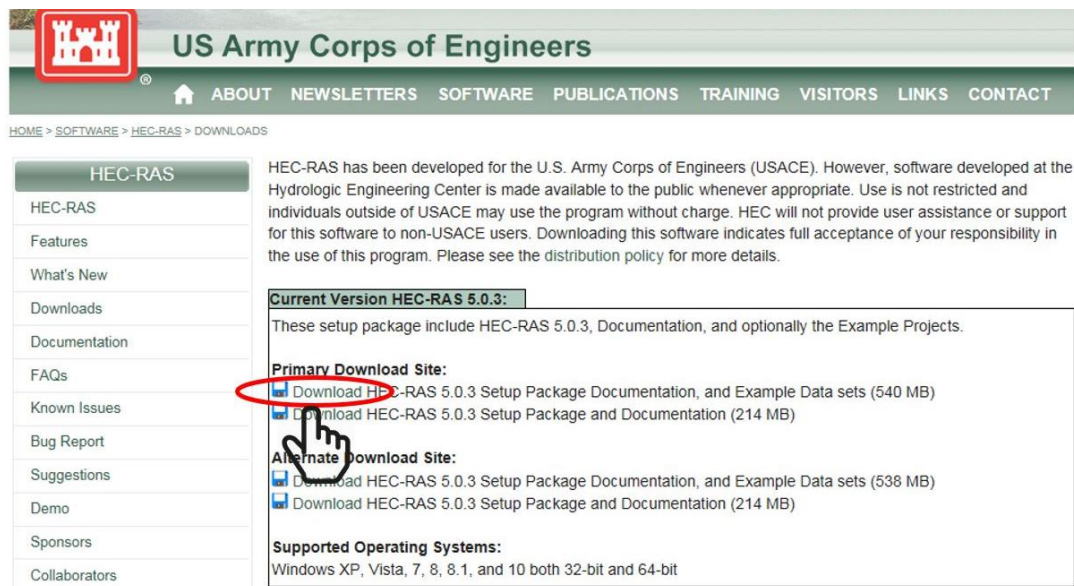 US Army Corps of Engineers
®
ABOUT NEWSLETTERS SOFTWARE PUBLICATIONS TRAINING VISITORS LINKS CONTACT
HOME > SOFTWARE > HEC-RAS > DOWNLOADS
HEC-RAS
HEC-RAS
Features
What's New
Downloads
Documentation
FAQs
Known Issues
Bug Report
Suggestions
Demo
Sponsors
Collaborators
HEC-RAS has been developed for the U.S. Army Corps of Engineers (USACE). However, software developed at the
Hydrologic Engineering Center is made available to the public whenever appropriate. Use is not restricted and
individuals outside of USACE may use the program without charge. HEC will not provide user assistance or support
for this software to non-USACE users. Downloading this software indicates full acceptance of your responsibility in
the use of this program. Please see the distribution policy for more details.
Current Version HEC-RAS 5.0.3:
These setup package include HEC-RAS 5.0.3, Documentation, and optionally the Example Projects.
Primary Download Site:
Download HEC-RAS 5.0.3 Setup Package Documentation, and Example Data sets (540 MB)
Download HEC-RAS 5.0.3 Setup Package and Documentation (214 MB)
Alternate Download Site:
Download HEC-RAS 5.0.3 Setup Package Documentation, and Example Data sets (538 MB)
Download HEC-RAS 5.0.3 Setup Package and Documentation (214 MB)
Supported Operating Systems:
Windows XP, Vista, 7, 8, 8.1, and 10 both 32-bit and 64-bit